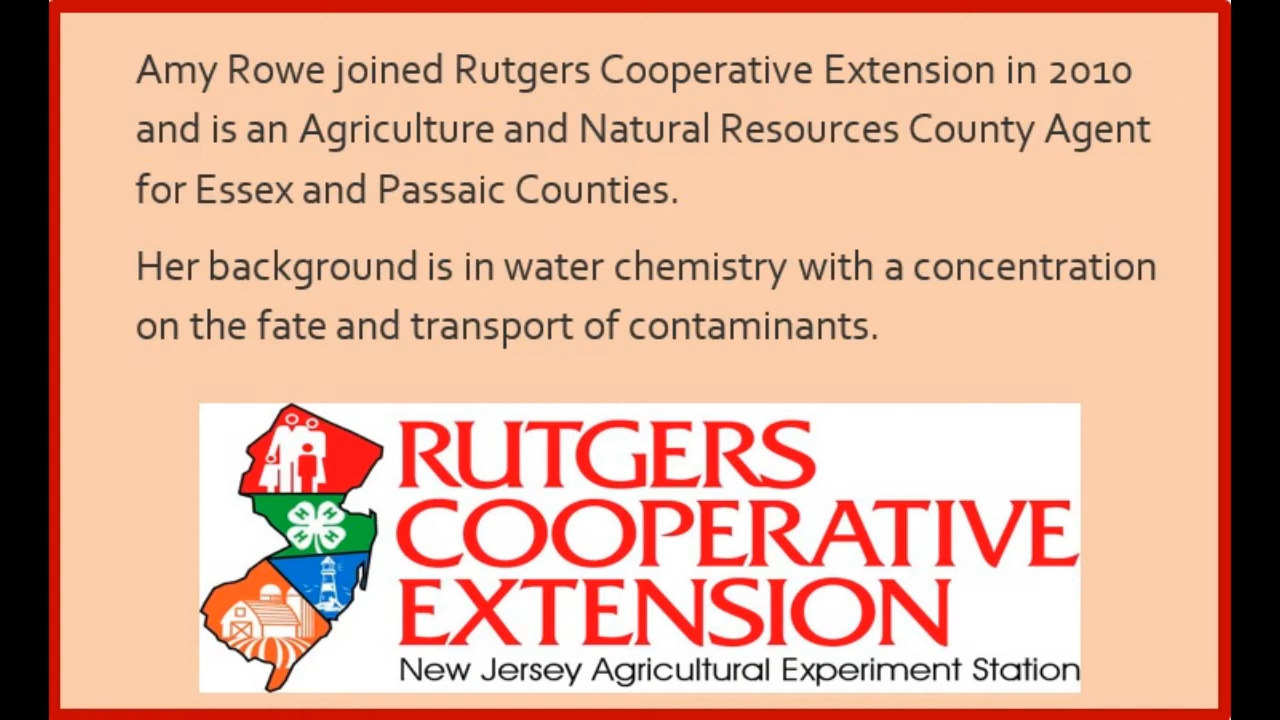 Amy Rowe joined Rutgers Cooperative Extension in 2010
and is an Agriculture and Natural Resources County Agent
for Essex and Passaic Counties.
Her background is in water chemistry with a concentration
on the fate and transport of contaminants.
H H
H H
RUTGERS
COOPERATIVE
EXTENSION
New Jersey Agricultural Experiment Station